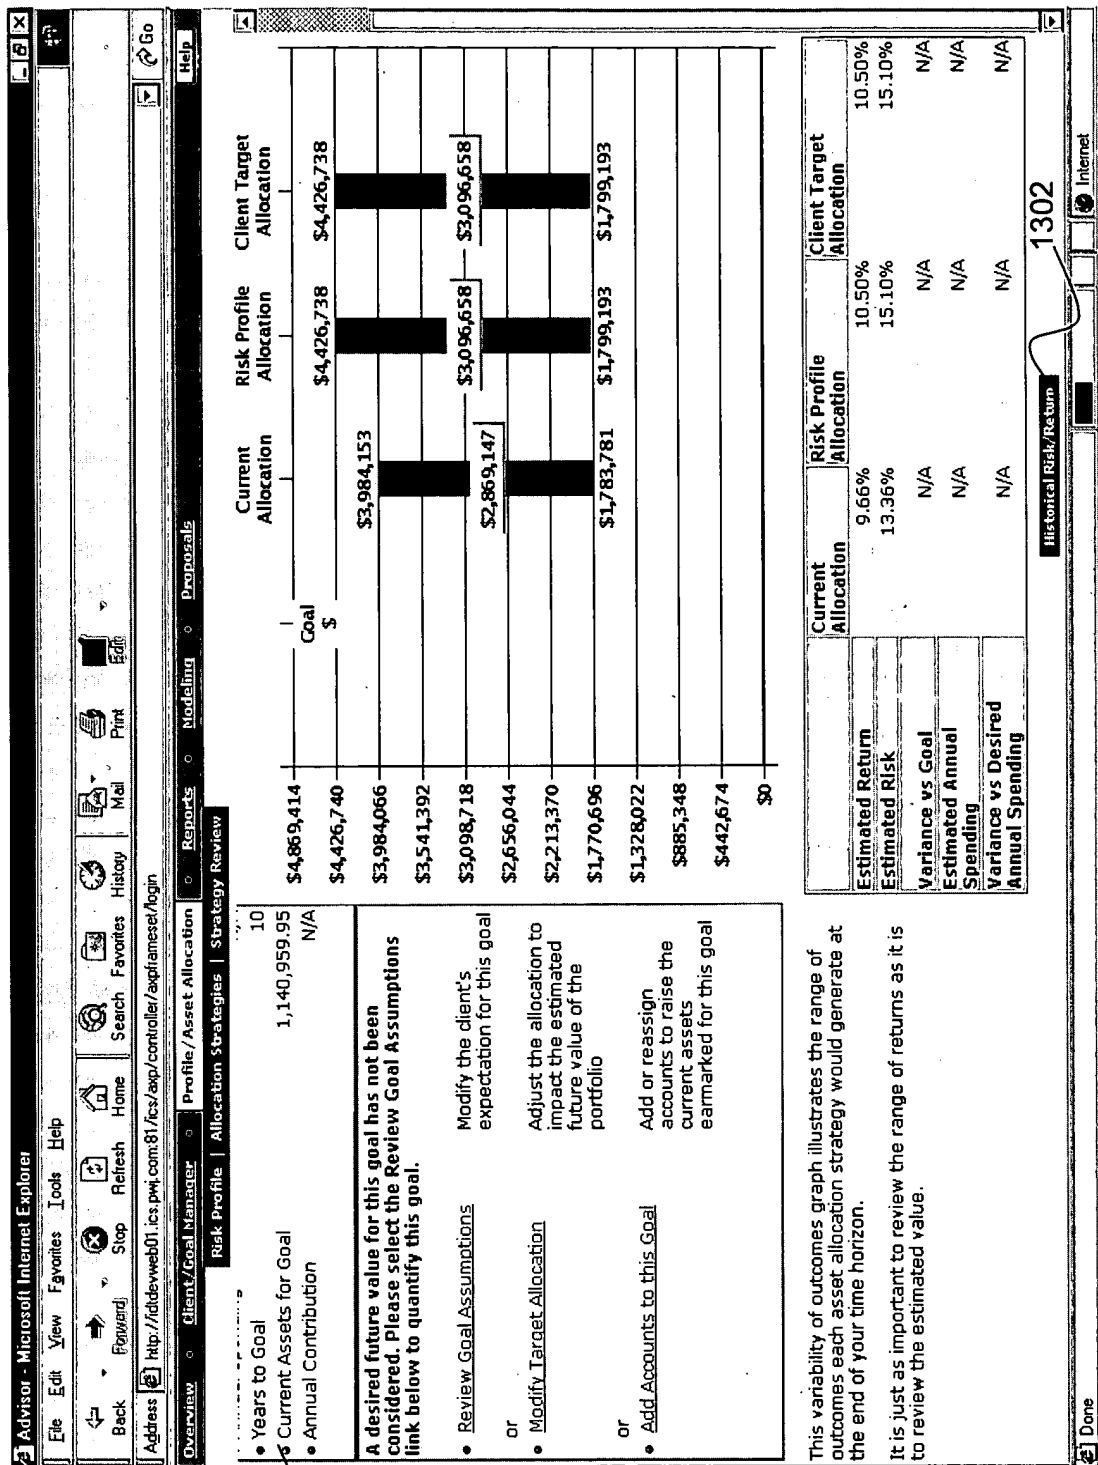 Advisor - Microsoft Internet Explorer
File Edit View Favorites Tools Help
Back Forward Stop Refresh Home Search Favorites History Mail Print Edit
Address http://idtdevweb01.ics.pwj.com:81/ics/axp/controller/axpframeset/login Go
Overview Client/Goal Manager Profile/Asset Allocation Reports Modeling Proposals Help
Risk Profile | Allocation Strategies | Strategy Review
• Years to Goal 10
• Current Assets for Goal 1,140,959.95
• Annual Contribution N/A
A desired future value for this goal has not been
considered. Please select the Review Goal Assumptions
link below to quantify this goal.
• Review Goal Assumptions Modify the client's
expectation for this goal
or
• Modify Target Allocation Adjust the allocation to
impact the estimated
future value of the
portfolio
or
• Add Accounts to this Goal Add or reassign
accounts to raise the
current assets
earmarked for this goal
This variability of outcomes graph illustrates the range of
outcomes each asset allocation strategy would generate at
the end of your time horizon.
It is just as important to review the range of returns as it is
to review the estimated value.
Current
Allocation
Risk Profile
Allocation
Client Target
Allocation
$4,869,414
$4,426,740
$3,984,066
$3,541,392
$3,098,718
$2,656,044
$2,213,370
$1,770,696
$1,328,022
$885,348
$442,674
$0
Goal
$
$3,984,153
$2,869,147
$1,783,781
$4,426,738
$3,096,658
$1,799,193
$4,426,738
$3,096,658
$1,799,193
Current
Allocation
Risk Profile
Allocation
Client Target
Allocation
Estimated Return 9.66% 10.50% 10.50%
Estimated Risk 13.36% 15.10% 15.10%
Variance vs Goal N/A N/A N/A
Estimated Annual
Spending N/A N/A N/A
Variance vs Desired
Annual Spending N/A N/A N/A
Historical Risk/Return
1302
Done Internet